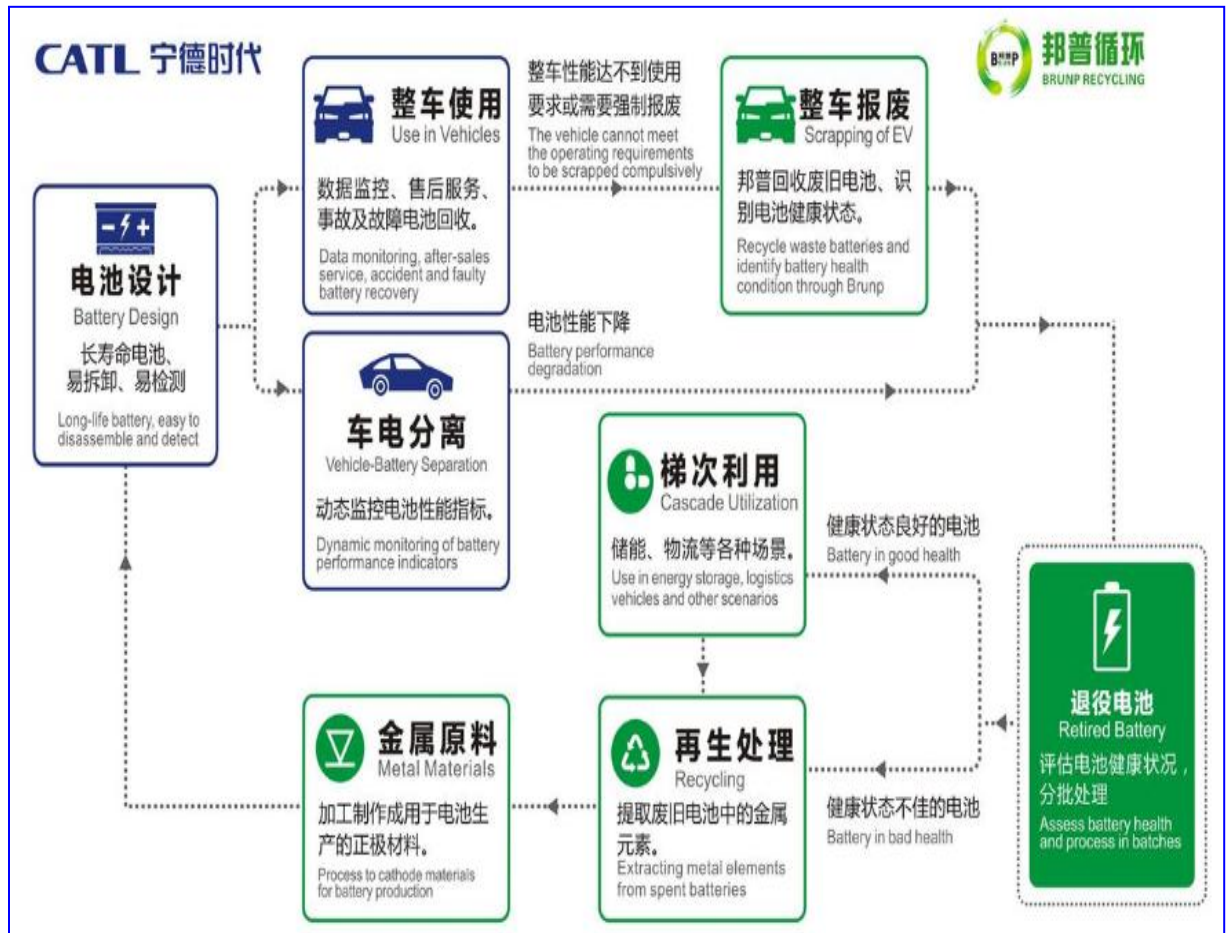 CATL 宁德时代
BRUNP
邦普循环
BRUNP RECYCLING
整车使用
Use in Vehicles
数据监控、售后服务、
事故及故障电池回收。
Data monitoring, after-sales
service, accident and faulty
battery recovery
整车性能达不到使用
要求或需要强制报废
The vehicle cannot meet
the operating requirements
to be scrapped compulsively
整车报废
Scrapping of EV
邦普回收废旧电池、识
别电池健康状态。
Recycle waste batteries and
identify battery health
condition through Brunp
电池设计
Battery Design
长寿命电池、
易拆卸、易检测
Long-life battery, easy to
disassemble and detect
电池性能下降
Battery performance
degradation
车电分离
Vehicle-Battery Separation
动态监控电池性能指标。
Dynamic monitoring of battery
performance indicators
梯次利用
Cascade Utilization
储能、物流等各种场景。
Use in energy storage, logistics
vehicles and other scenarios
健康状态良好的电池
Battery in good health
退役电池
Retired Battery
评估电池健康状况，
分批处理
Assess battery health
and process in batches
金属原料
Metal Materials
加工制作成用于电池生
产的正极材料。
Process to cathode materials
for battery production
再生处理
Recycling
提取废旧电池中的金属
元素。
Extracting metal elements
from spent batteries
健康状态不佳的电池
Battery in bad health